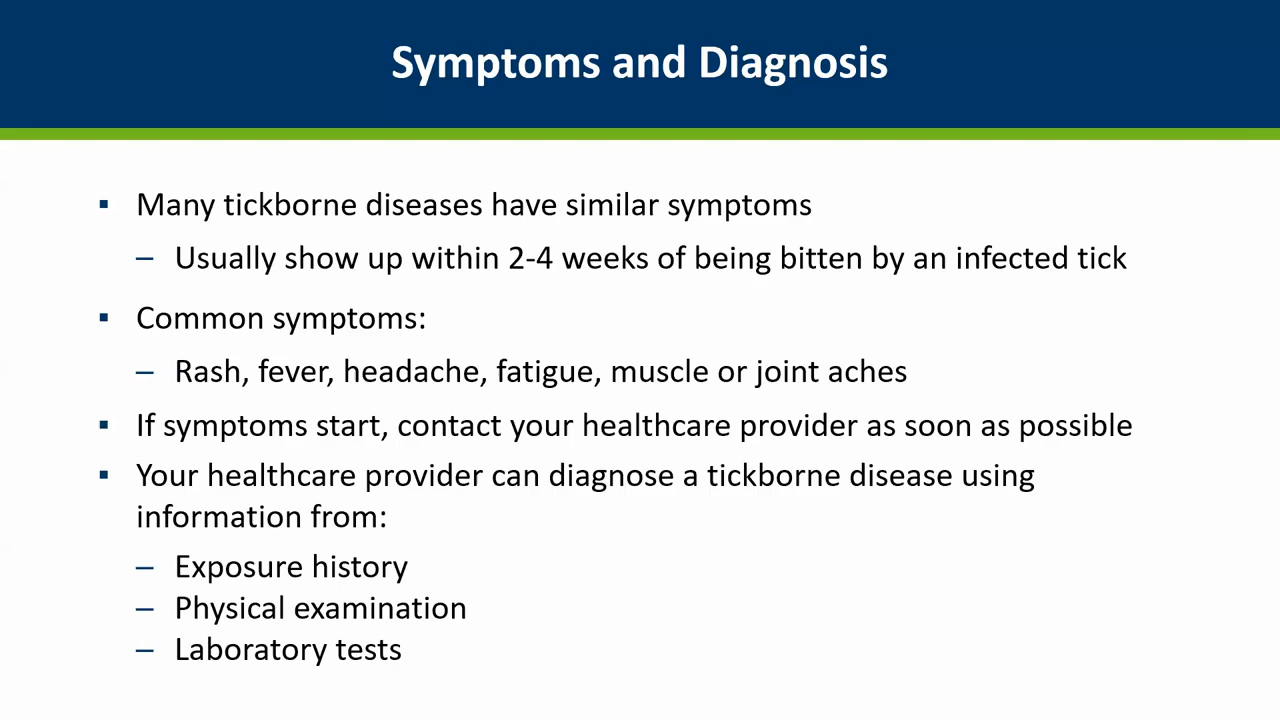 Symptoms and Diagnosis
▪ Many tickborne diseases have similar symptoms
– Usually show up within 2-4 weeks of being bitten by an infected tick
▪ Common symptoms:
– Rash, fever, headache, fatigue, muscle or joint aches
▪ If symptoms start, contact your healthcare provider as soon as possible
▪ Your healthcare provider can diagnose a tickborne disease using
information from:
– Exposure history
– Physical examination
– Laboratory tests